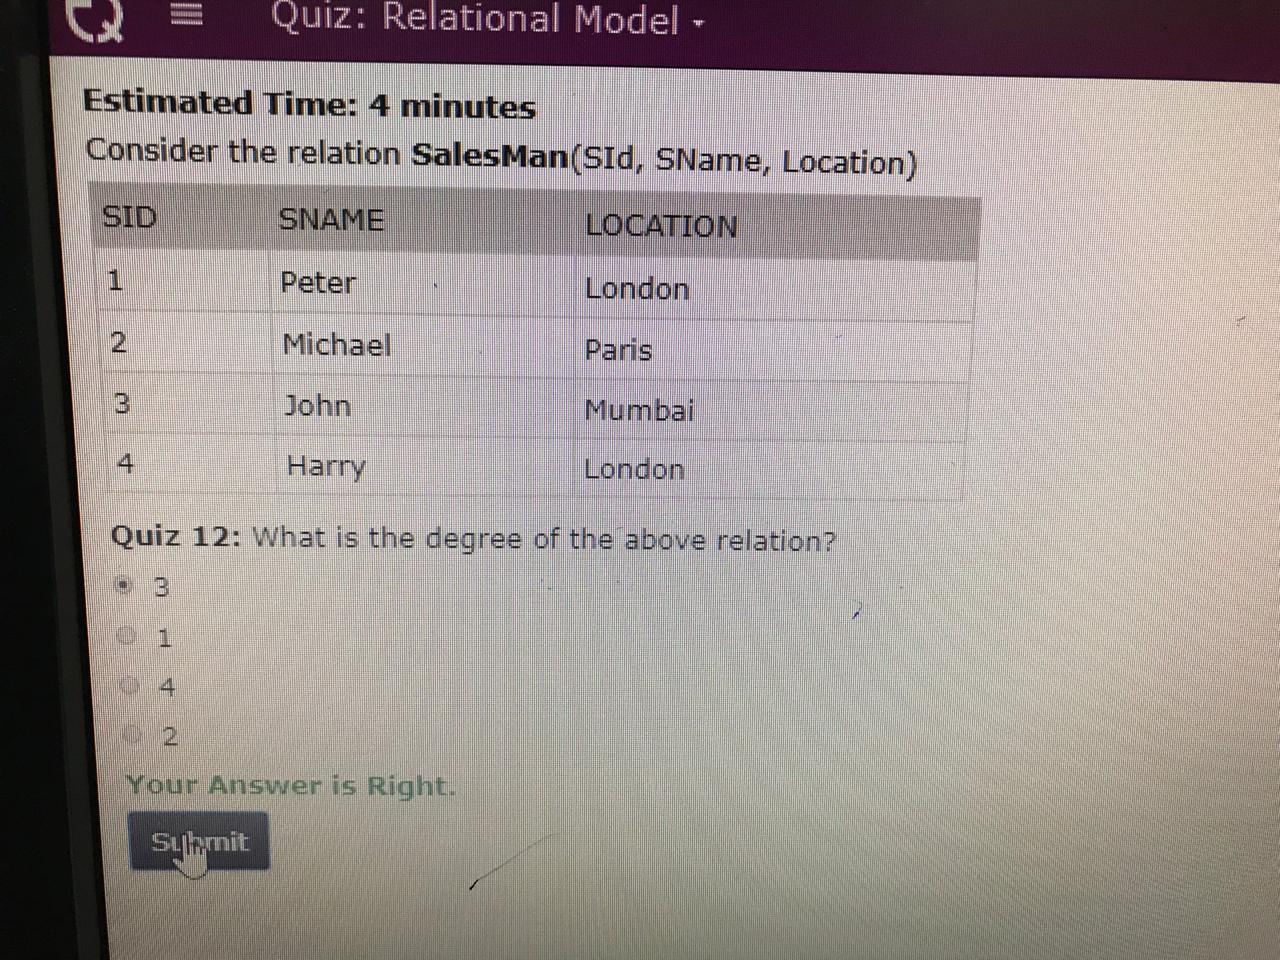 Quiz: Relational Model
Estimated Time: 4 minutes
Consider the relation SalesMan(SId, SName, Location)
SID SNAME LOCATION
1 Peter London
2 Michael Paris
3 John Mumbai
4 Harry London
Quiz 12: What is the degree of the above relation?
3
1
4
2
Your Answer is Right.
Submit